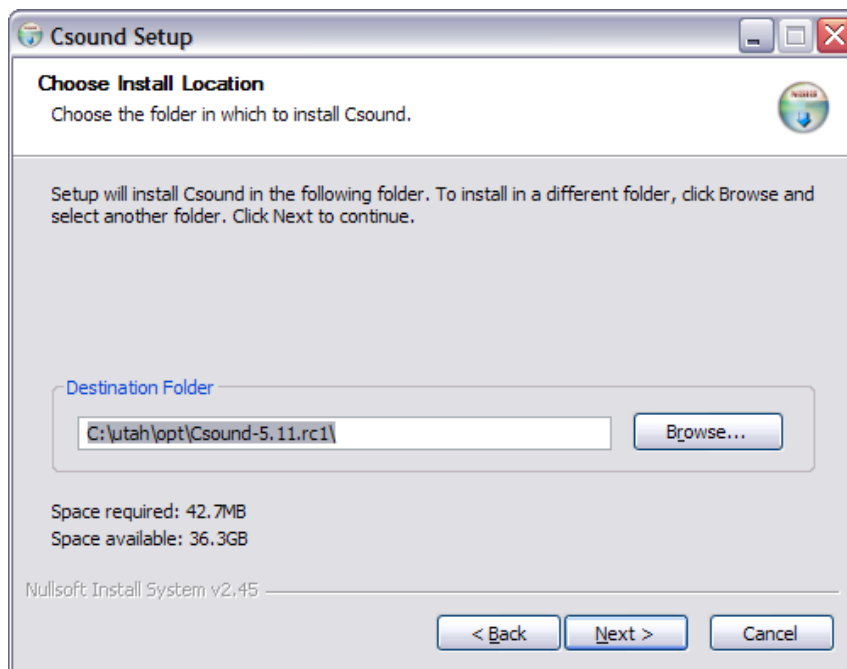 Csound Setup
Choose Install Location
Choose the folder in which to install Csound.
Setup will install Csound in the following folder. To install in a different folder, click Browse and
select another folder. Click Next to continue.
Destination Folder
C:\utah\opt\Csound-5.11.rc1\
Browse...
Space required: 42.7MB
Space available: 36.3GB
Nullsoft Install System v2.45
< Back
Next >
Cancel